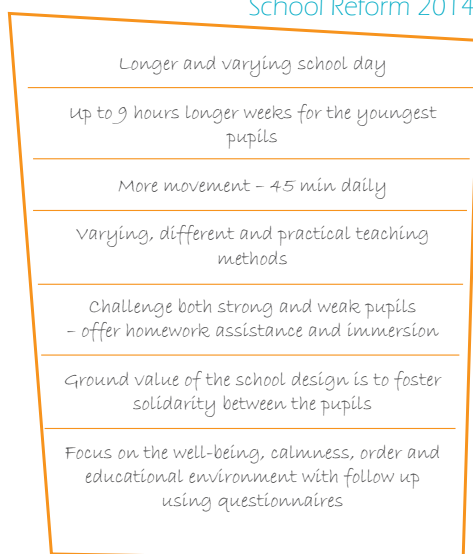 School Reform 2014
Longer and varying school day
Up to 9 hours longer weeks for the youngest
pupils
More movement – 45 min daily
Varying, different and practical teaching
methods
Challenge both strong and weak pupils
– offer homework assistance and immersion
Ground value of the school design is to foster
solidarity between the pupils
Focus on the well-being, calmness, order and
educational environment with follow up
using questionnaires